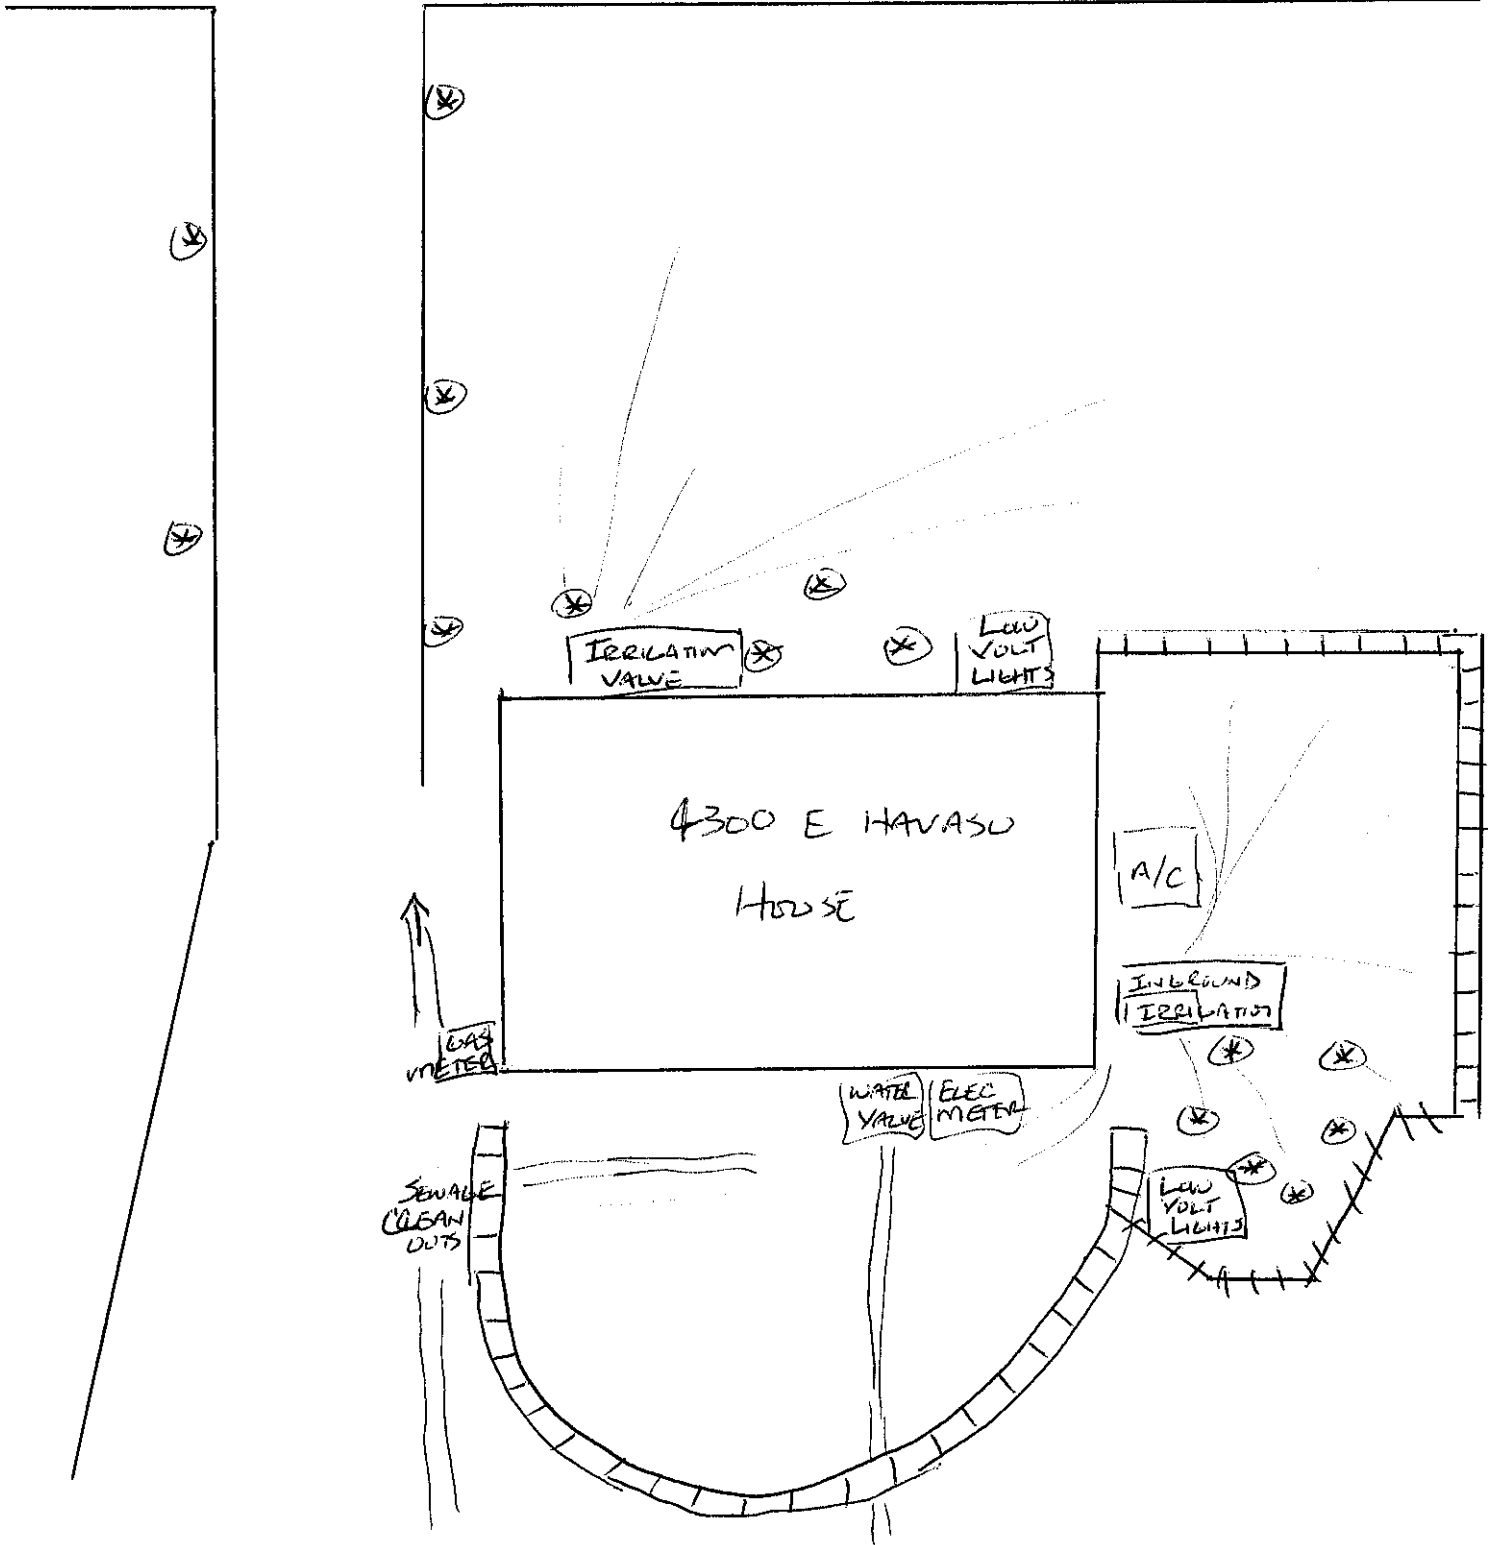 IRRIGATION
VALVE
LOW
VOLT
LIGHTS
4300 E HAVASU
HOUSE
A/C
INGROUND
IRRIGATION
GAS
METER
WATER
VALVE
ELEC
METER
SEWAGE
CLEAN
OUTS
LOW
VOLT
LIGHTS